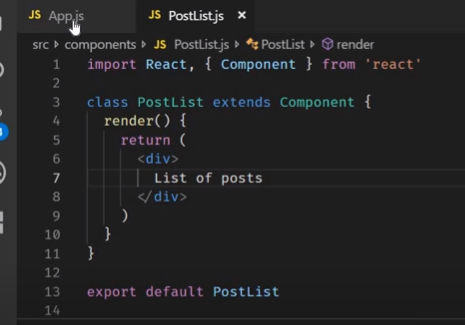 JS App.js JS PostList.js ×
src > components > JS PostList.js > PostList > render
1 import React, { Component } from 'react'
2
3 class PostList extends Component {
4   render() {
5     return (
6       <div>
7         List of posts
8       </div>
9     )
10   }
11 }
12
13 export default PostList
14